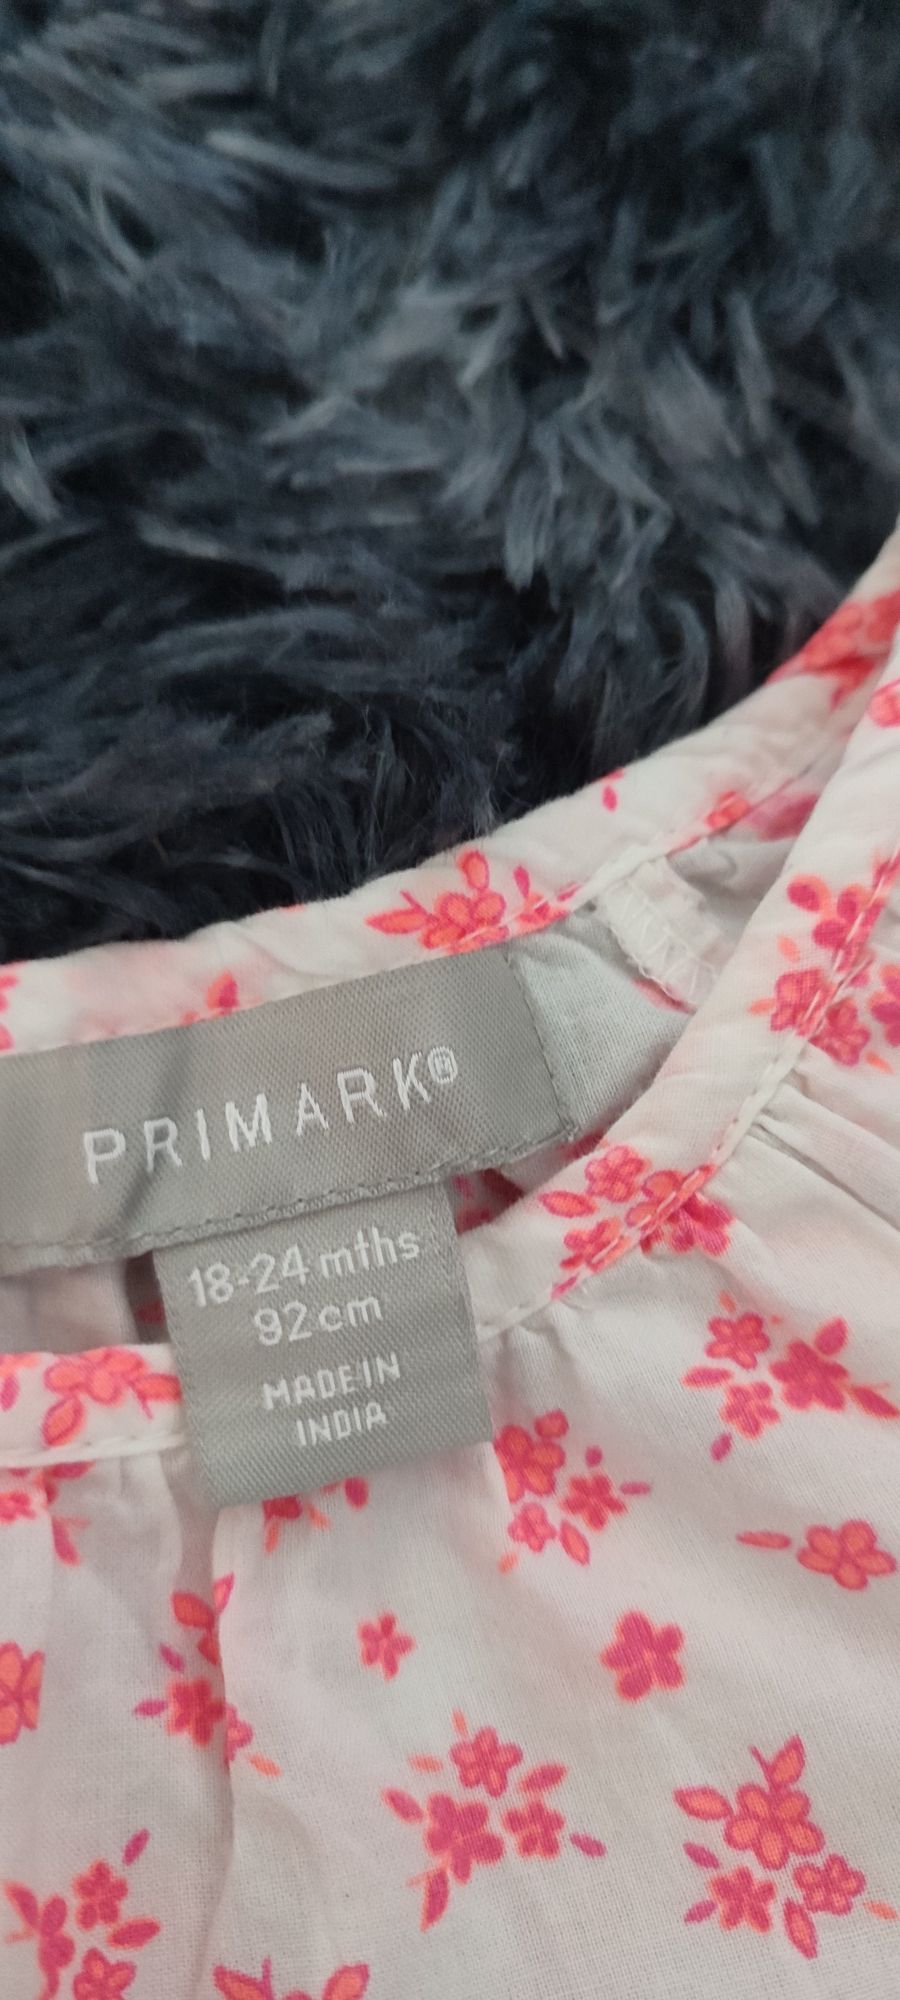 PRIMARK®
18-24 mths
92 cm
MADE IN
INDIA